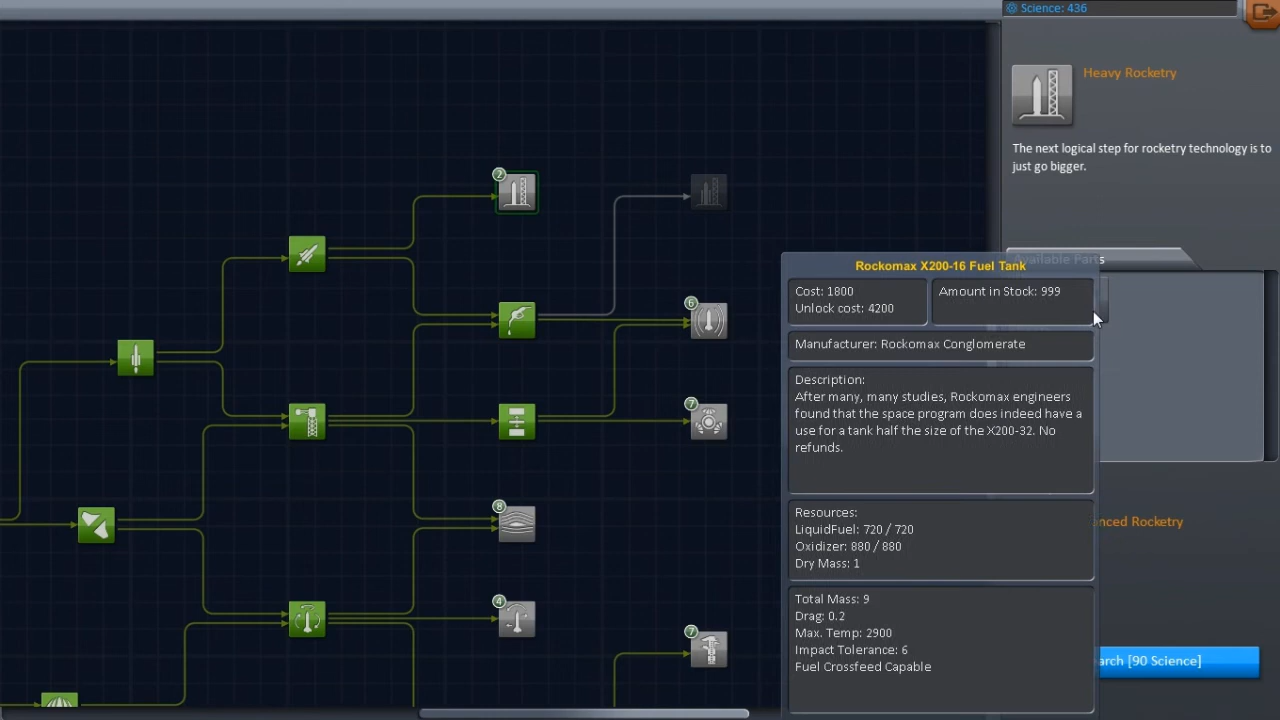 Science: 436
Heavy Rocketry
The next logical step for rocketry technology is to
just go bigger.
2
6
7
8
4
7
Available Parts
Rockomax X200-16 Fuel Tank
Cost: 1800
Unlock cost: 4200
Amount in Stock: 999
Manufacturer: Rockomax Conglomerate
Description:
After many, many studies, Rockomax engineers
found that the space program does indeed have a
use for a tank half the size of the X200-32. No
refunds.
Resources:
LiquidFuel: 720 / 720
Oxidizer: 880 / 880
Dry Mass: 1
Total Mass: 9
Drag: 0.2
Max. Temp: 2900
Impact Tolerance: 6
Fuel Crossfeed Capable
nced Rocketry
arch [90 Science]